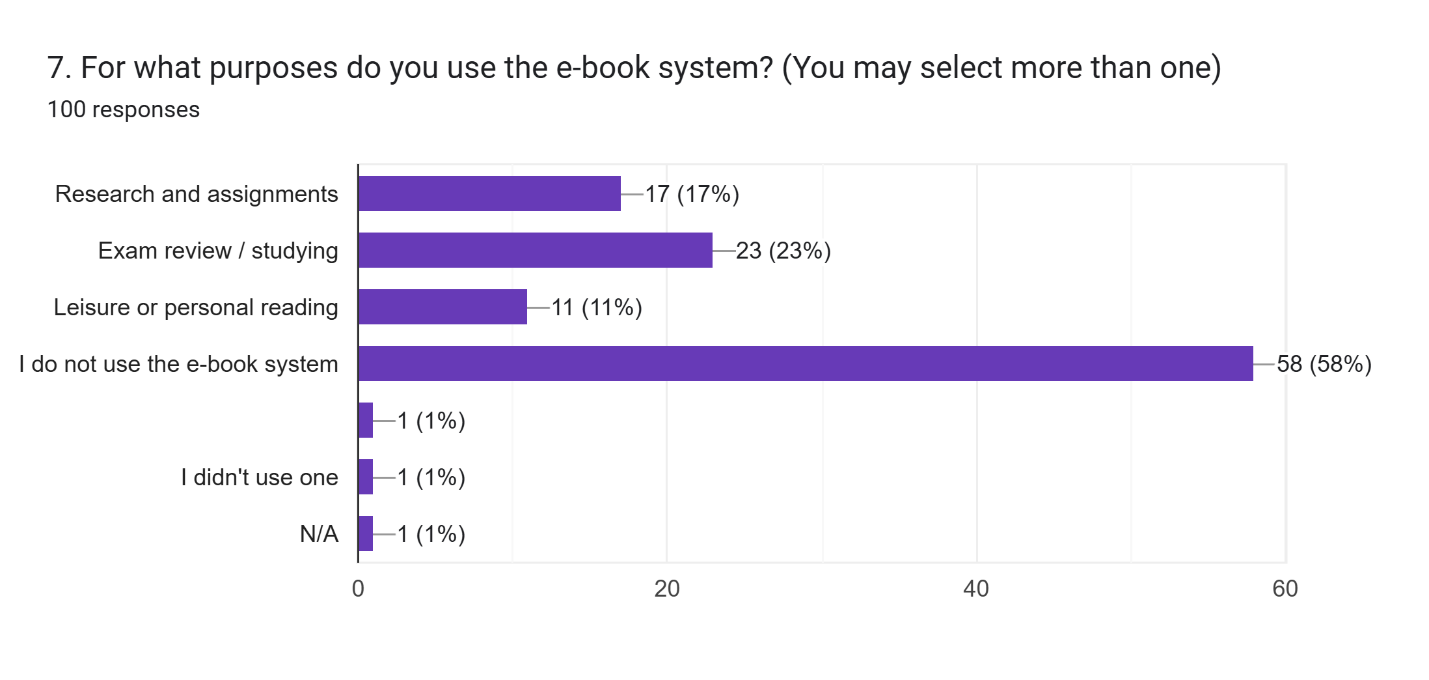 7. For what purposes do you use the e-book system? (You may select more than one)
100 responses
Research and assignments 17 (17%)
Exam review / studying 23 (23%)
Leisure or personal reading 11 (11%)
I do not use the e-book system 58 (58%)
1 (1%)
I didn't use one 1 (1%)
N/A 1 (1%)
0 20 40 60